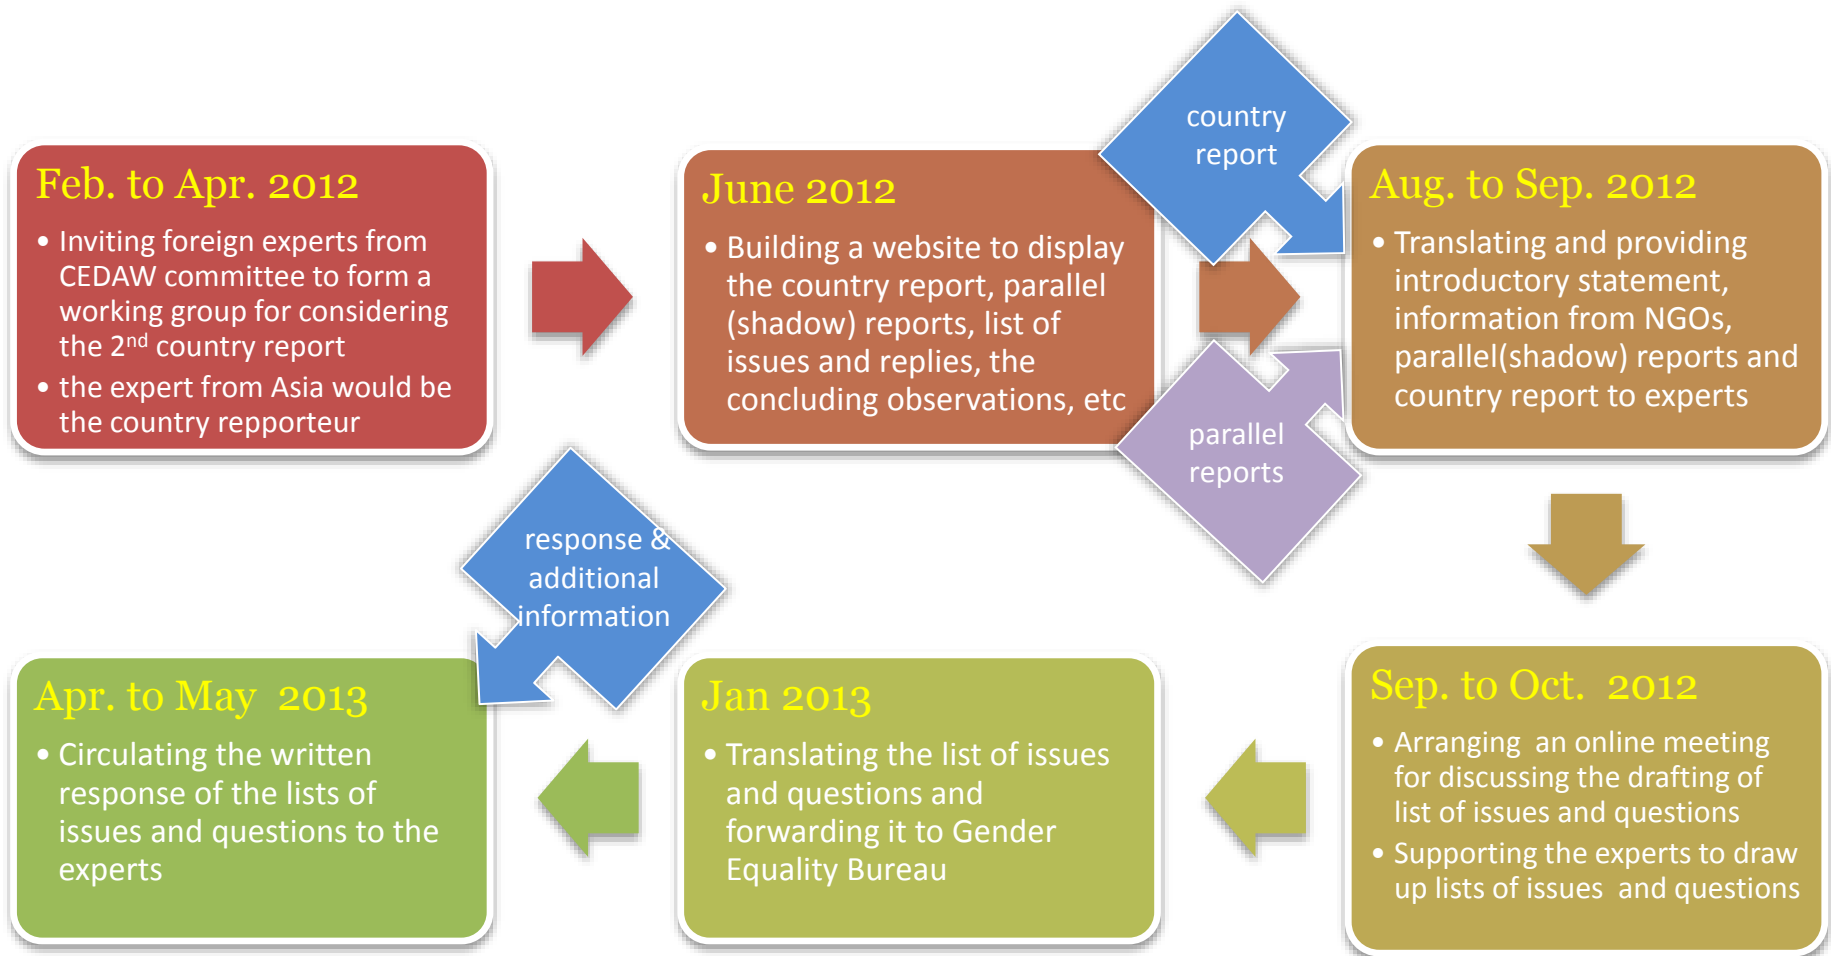 Feb. to Apr. 2012
• Inviting foreign experts from
CEDAW committee to form a
working group for considering
the 2nd country report
• the expert from Asia would be
the country repporteur
June 2012
• Building a website to display
the country report, parallel
(shadow) reports, list of
issues and replies, the
concluding observations, etc
country
report
parallel
reports
Aug. to Sep. 2012
• Translating and providing
introductory statement,
information from NGOs,
parallel(shadow) reports and
country report to experts
Sep. to Oct.  2012
• Arranging  an online meeting
for discussing the drafting of
list of issues and questions
• Supporting the experts to draw
up lists of issues  and questions
Jan 2013
• Translating the list of issues
and questions and
forwarding it to Gender
Equality Bureau
response &
additional
information
Apr. to May  2013
• Circulating the written
response of the lists of
issues and questions to the
experts